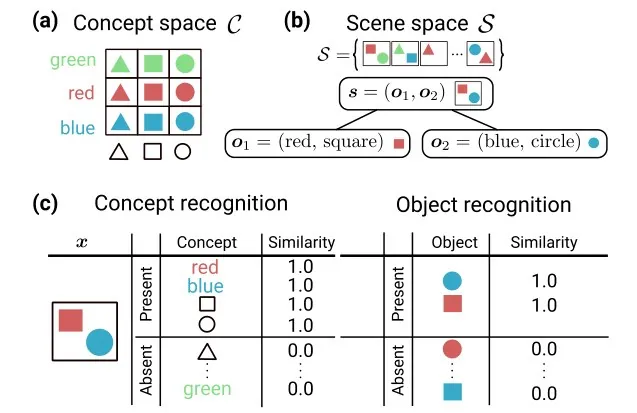 (a) Concept space 𝒞
green
red
blue
(b) Scene space 𝒮
𝒮 = { ... }
s = (o₁, o₂)
o₁ = (red, square)
o₂ = (blue, circle)
(c) Concept recognition
x Concept Similarity
Present
red 1.0
blue 1.0
1.0
1.0
Absent
0.0
⋮ ⋮
green 0.0
Object recognition
Object Similarity
Present
1.0
1.0
Absent
0.0
⋮ ⋮
0.0